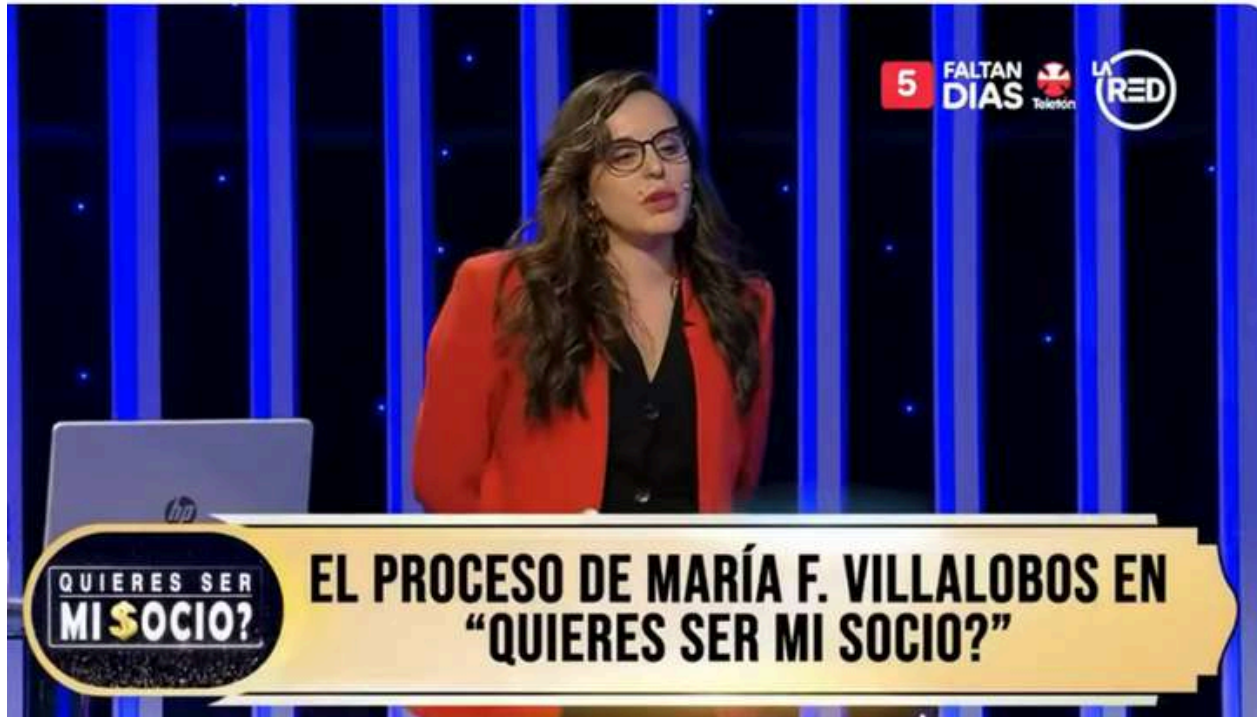 5 FALTAN DIAS
Teletón
LA RED
hp
QUIERES SER
MI $OCIO?
EL PROCESO DE MARÍA F. VILLALOBOS EN
“QUIERES SER MI SOCIO?”